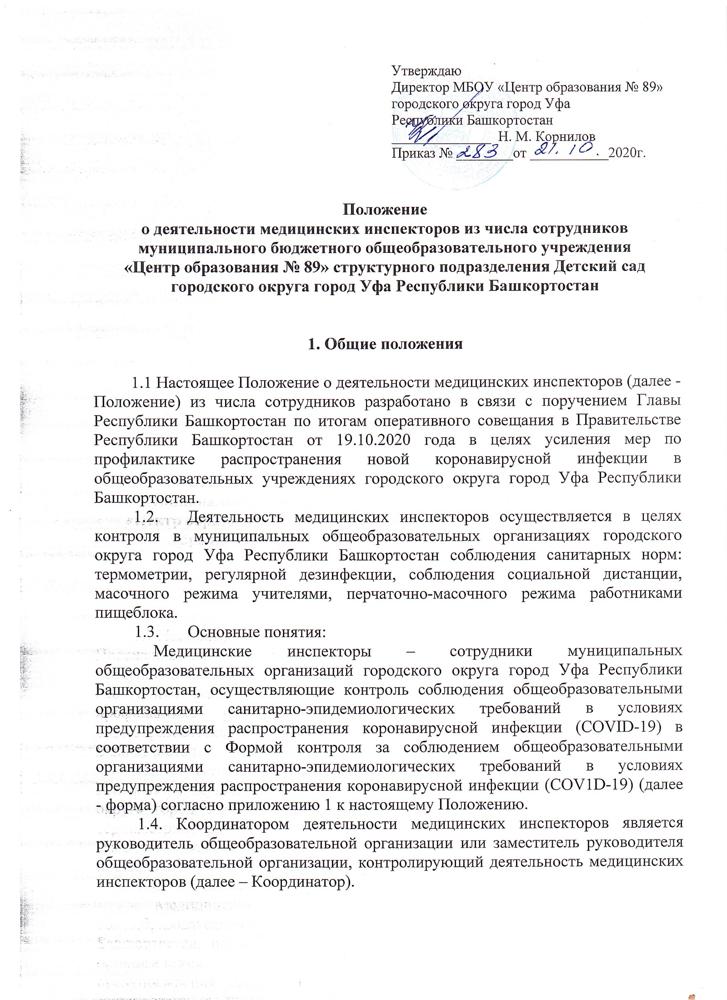 Утверждаю
Директор МБОУ «Центр образования № 89»
городского округа город Уфа
Республики Башкортостан
______________ Н. М. Корнилов
Приказ № 283 от 21.10.2020г.
Положение
о деятельности медицинских инспекторов из числа сотрудников
муниципального бюджетного общеобразовательного учреждения
«Центр образования № 89» структурного подразделения Детский сад
городского округа город Уфа Республики Башкортостан
1. Общие положения
1.1 Настоящее Положение о деятельности медицинских инспекторов (далее -
Положение) из числа сотрудников разработано в связи с поручением Главы
Республики Башкортостан по итогам оперативного совещания в Правительстве
Республики Башкортостан от 19.10.2020 года в целях усиления мер по
профилактике распространения новой коронавирусной инфекции в
общеобразовательных учреждениях городского округа город Уфа Республики
Башкортостан.
1.2. Деятельность медицинских инспекторов осуществляется в целях
контроля в муниципальных общеобразовательных организациях городского
округа город Уфа Республики Башкортостан соблюдения санитарных норм:
термометрии, регулярной дезинфекции, соблюдения социальной дистанции,
масочного режима учителями, перчаточно-масочного режима работниками
пищеблока.
1.3. Основные понятия:
Медицинские инспекторы – сотрудники муниципальных
общеобразовательных организаций городского округа город Уфа Республики
Башкортостан, осуществляющие контроль соблюдения общеобразовательными
организациями санитарно-эпидемиологических требований в условиях
предупреждения распространения коронавирусной инфекции (COVID-19) в
соответствии с Формой контроля за соблюдением общеобразовательными
организациями санитарно-эпидемиологических требований в условиях
предупреждения распространения коронавирусной инфекции (COV1D-19) (далее
- форма) согласно приложению 1 к настоящему Положению.
1.4. Координатором деятельности медицинских инспекторов является
руководитель общеобразовательной организации или заместитель руководителя
общеобразовательной организации, контролирующий деятельность медицинских
инспекторов (далее – Координатор).